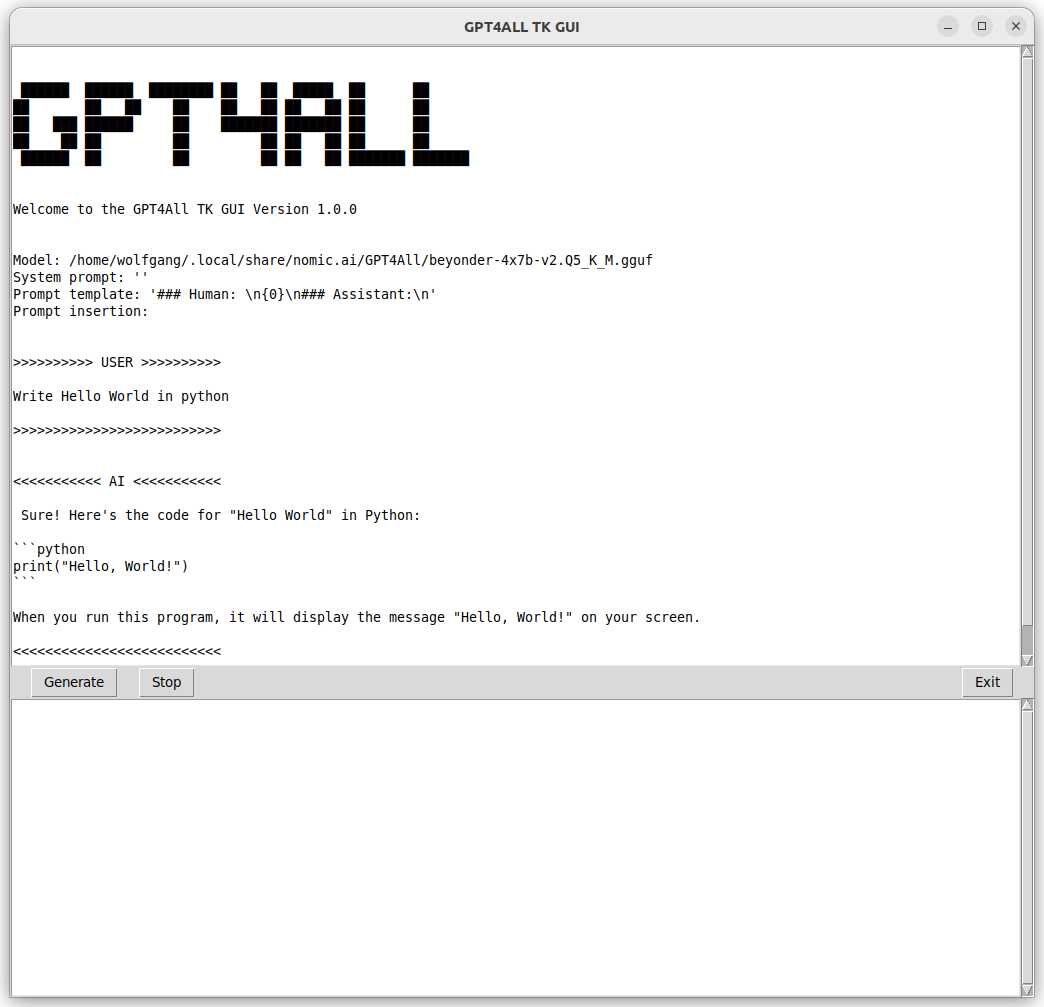 GPT4ALL TK GUI
GPT4ALL
Welcome to the GPT4All TK GUI Version 1.0.0
Model: /home/wolfgang/.local/share/nomic.ai/GPT4All/beyonder-4x7b-v2.Q5_K_M.gguf
System prompt: ''
Prompt template: '### Human: \n{0}\n### Assistant:\n'
Prompt insertion:
>>>>>>>>>> USER >>>>>>>>>>
Write Hello World in python
>>>>>>>>>>>>>>>>>>>>>>>>>>
<<<<<<<<<<< AI <<<<<<<<<<<
Sure! Here's the code for "Hello World" in Python:
```python
print("Hello, World!")
```
When you run this program, it will display the message "Hello, World!" on your screen.
<<<<<<<<<<<<<<<<<<<<<<<<<<
Generate Stop Exit